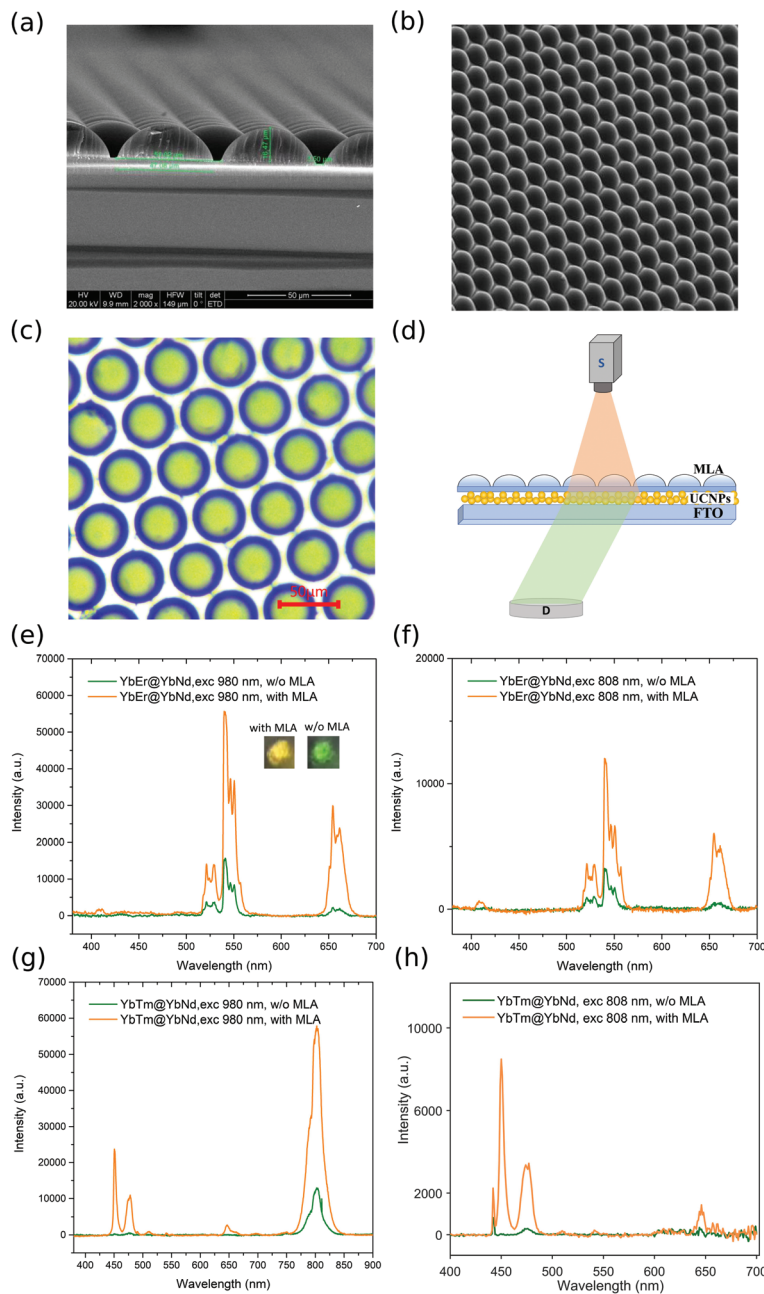 (a)
(b)
HV WD mag HFW tilt det
20.00 kV 9.9 mm 2 000 x 149 µm 0 ° ETD
50 µm
(c)
50µm
(d)
S
MLA
UCNPs
FTO
D
(e)
70000
60000
50000
40000
30000
20000
10000
0
Intensity (a.u.)
YbEr@YbNd,exc 980 nm, w/o MLA
YbEr@YbNd,exc 980 nm, with MLA
with MLA w/o MLA
400 450 500 550 600 650 700
Wavelength (nm)
(f)
20000
10000
0
Intensity (a.u.)
YbEr@YbNd,exc 808 nm, w/o MLA
YbEr@YbNd,exc 808 nm, with MLA
400 450 500 550 600 650 700
Wavelength (nm)
(g)
70000
60000
50000
40000
30000
20000
10000
0
Intensity (a.u.)
YbTm@YbNd,exc 980 nm, w/o MLA
YbTm@YbNd,exc 980 nm, with MLA
400 450 500 550 600 650 700 750 800 850 900
Wavelength (nm)
(h)
10000
6000
2000
0
Intensity (a.u.)
YbTm@YbNd, exc 808 nm, w/o MLA
YbTm@YbNd, exc 808 nm, with MLA
400 450 500 550 600 650 700
Wavelength (nm)